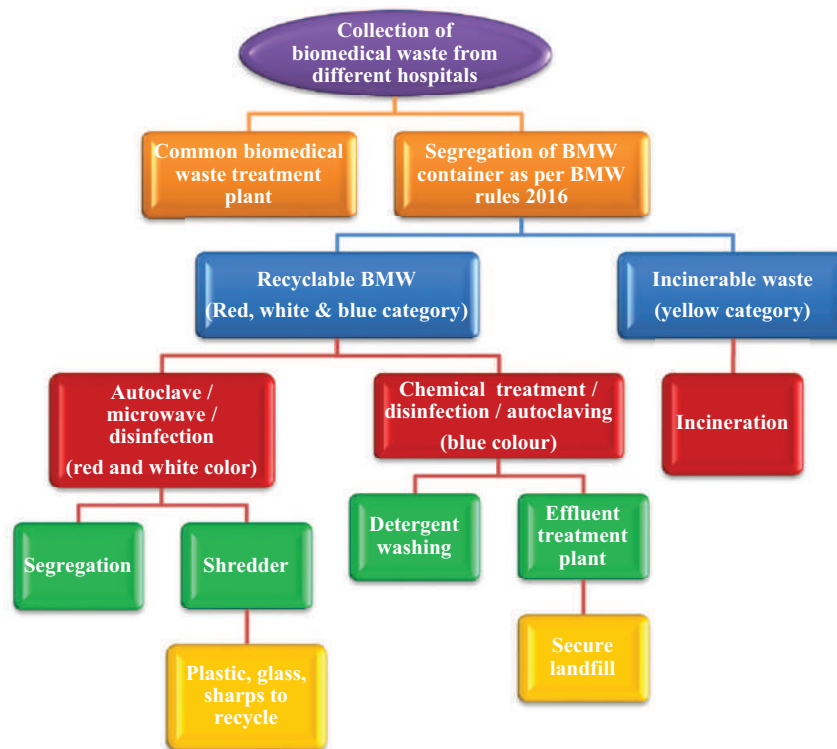 Collection of
biomedical waste from
different hospitals
Common biomedical
waste treatment
plant
Segregation of BMW
container as per BMW
rules 2016
Recyclable BMW
(Red, white & blue category)
Incinerable waste
(yellow category)
Autoclave /
microwave /
disinfection
(red and white color)
Chemical treatment /
disinfection / autoclaving
(blue colour)
Incineration
Segregation
Shredder
Detergent
washing
Effluent
treatment
plant
Plastic, glass,
sharps to
recycle
Secure
landfill